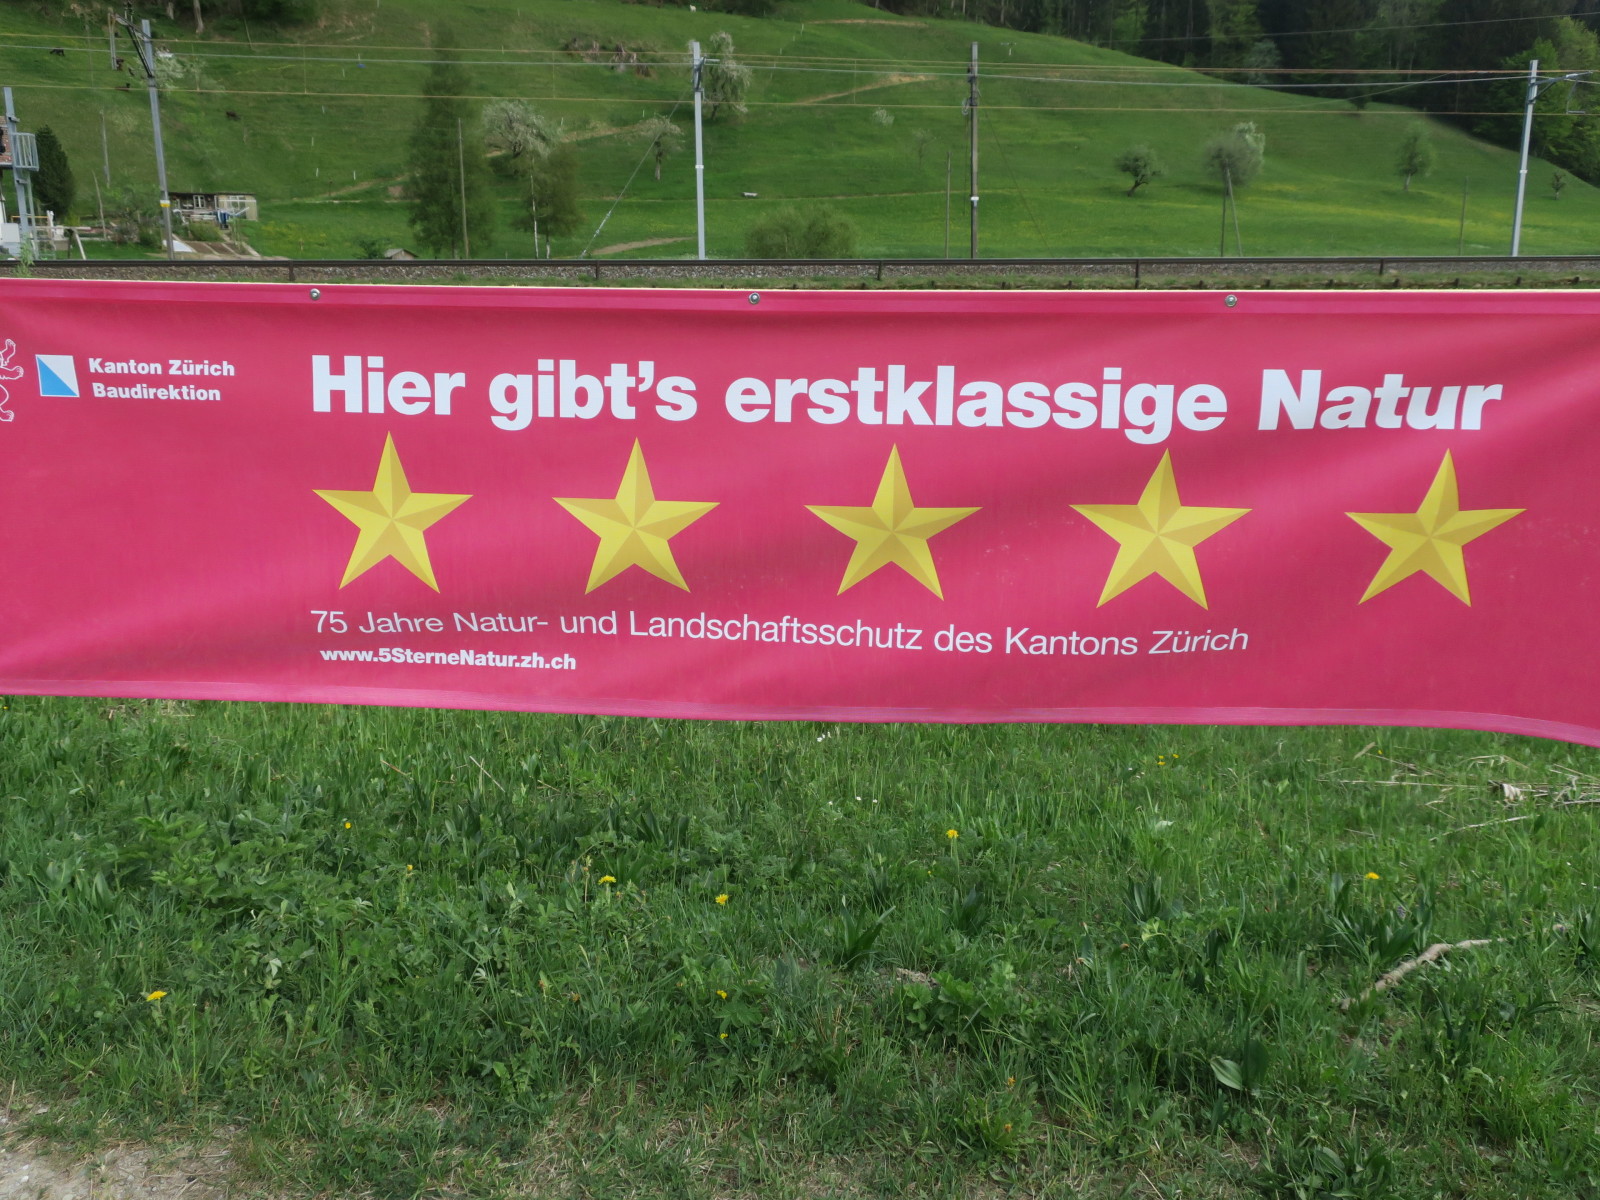 Kanton Zürich
Baudirektion
Hier gibt's erstklassige Natur
75 Jahre Natur- und Landschaftsschutz des Kantons Zürich
www.5SterneNatur.zh.ch